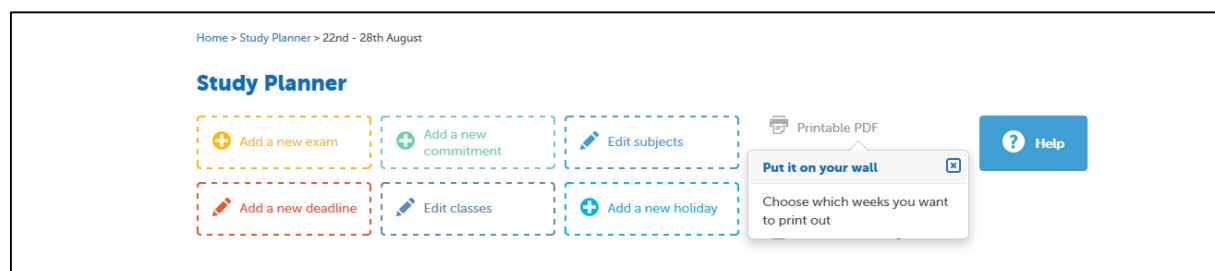 Home > Study Planner > 22nd - 28th August
Study Planner
Add a new exam
Add a new
commitment
Edit subjects
Printable PDF
Help
Put it on your wall
Choose which weeks you want
to print out
Add a new deadline
Edit classes
Add a new holiday